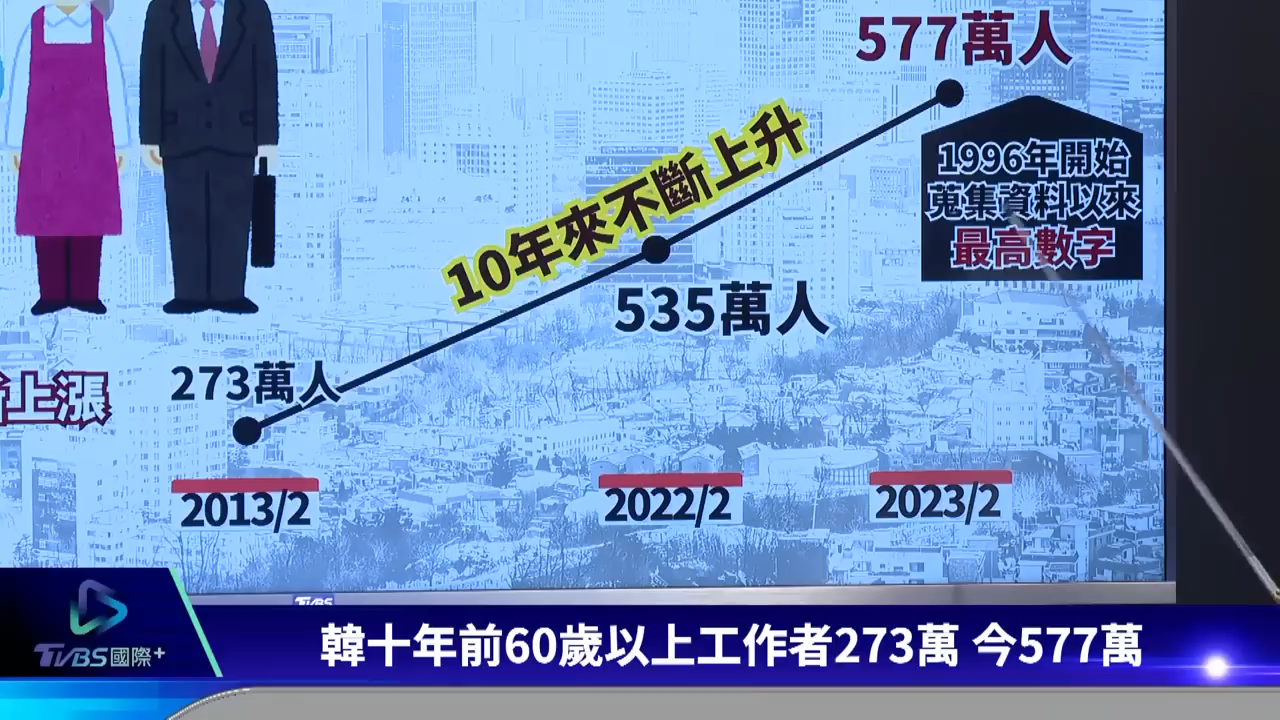 577萬人
1996年開始
蒐集資料以來
最高數字
10年來不斷上升
535萬人
273萬人
上漲
2013/2
2022/2
2023/2
TVBS
TVBS國際+
韓十年前60歲以上工作者273萬 今577萬